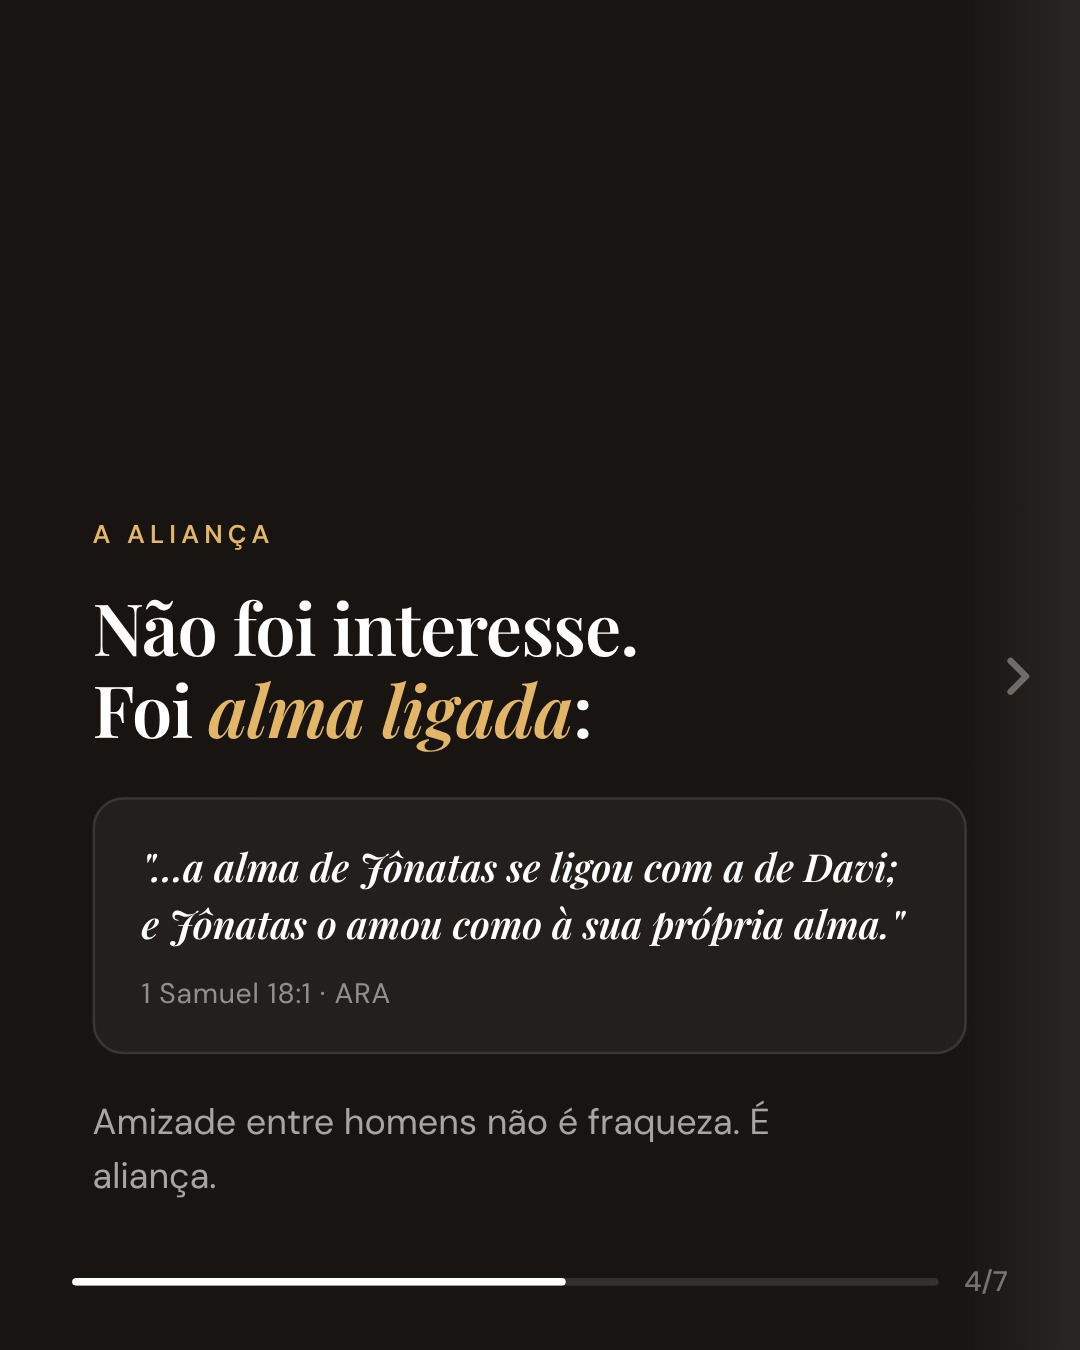 A ALIANÇA
Não foi interesse.
Foi alma ligada:
"...a alma de Jônatas se ligou com a de Davi;
e Jônatas o amou como à sua própria alma."
1 Samuel 18:1 · ARA
Amizade entre homens não é fraqueza. É
aliança.
4/7